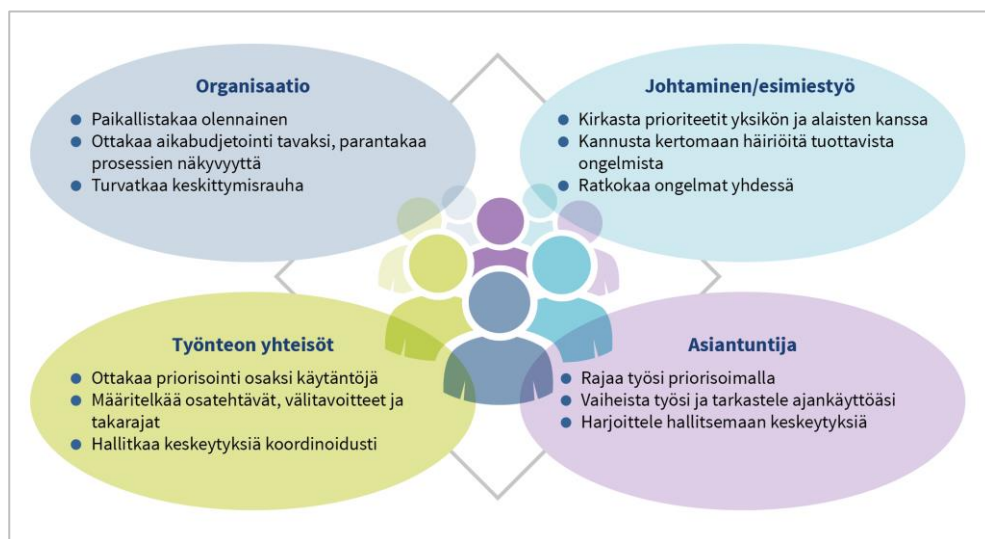 Organisaatio
● Paikallistakaa olennainen
● Ottakaa aikabudjetointi tavaksi, parantakaa
prosessien näkyvyyttä
● Turvatkaa keskittymisrauha
Johtaminen/esimiestyö
● Kirkasta prioriteetit yksikön ja alaisten kanssa
● Kannusta kertomaan häiriöitä tuottavista
ongelmista
● Ratkokaa ongelmat yhdessä
Työnteon yhteisöt
● Ottakaa priorisointi osaksi käytäntöjä
● Määritelkää osatehtävät, välitavoitteet ja
takarajat
● Hallitkaa keskeytyksiä koordinoidusti
Asiantuntija
● Rajaa työsi priorisoimalla
● Vaiheista työsi ja tarkastele ajankäyttöäsi
● Harjoittele hallitsemaan keskeytyksiä